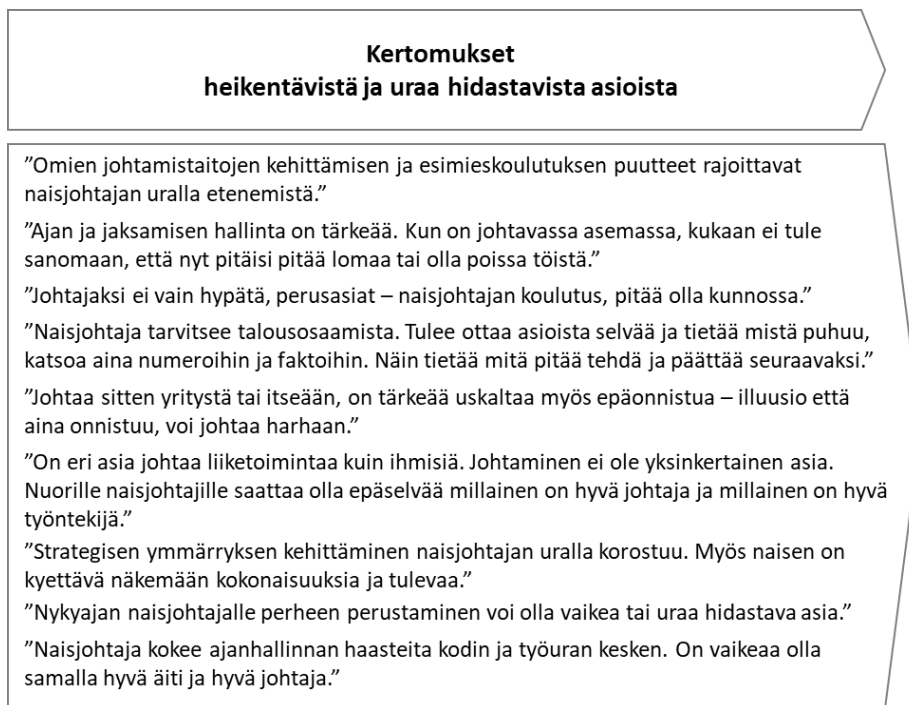 Kertomukset
heikentävistä ja uraa hidastavista asioista
”Omien johtamistaitojen kehittämisen ja esimieskoulutuksen puutteet rajoittavat
naisjohtajan uralla etenemistä.”
”Ajan ja jaksamisen hallinta on tärkeää. Kun on johtavassa asemassa, kukaan ei tule
sanomaan, että nyt pitäisi pitää lomaa tai olla poissa töistä.”
”Johtajaksi ei vain hypätä, perusasiat – naisjohtajan koulutus, pitää olla kunnossa.”
”Naisjohtaja tarvitsee talousosaamista. Tulee ottaa asioista selvää ja tietää mistä puhuu,
katsoa aina numeroihin ja faktoihin. Näin tietää mitä pitää tehdä ja päättää seuraavaksi.”
”Johtaa sitten yritystä tai itseään, on tärkeää uskaltaa myös epäonnistua – illuusio että
aina onnistuu, voi johtaa harhaan.”
”On eri asia johtaa liiketoimintaa kuin ihmisiä. Johtaminen ei ole yksinkertainen asia.
Nuorille naisjohtajille saattaa olla epäselvää millainen on hyvä johtaja ja millainen on hyvä
työntekijä.”
”Strategisen ymmärryksen kehittäminen naisjohtajan uralla korostuu. Myös naisen on
kyettävä näkemään kokonaisuuksia ja tulevaa.”
”Nykyajan naisjohtajalle perheen perustaminen voi olla vaikea tai uraa hidastava asia.”
”Naisjohtaja kokee ajanhallinnan haasteita kodin ja työuran kesken. On vaikeaa olla
samalla hyvä äiti ja hyvä johtaja.”